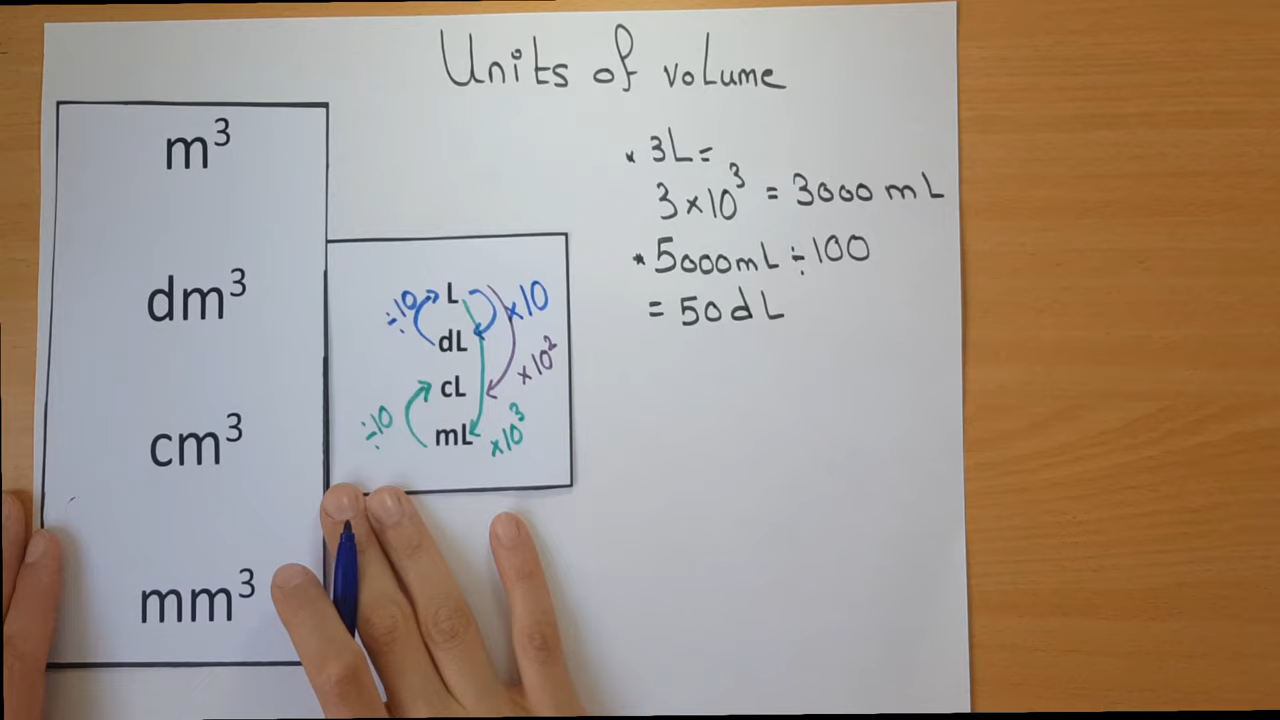 Units of volume
m³
dm³
cm³
mm³
÷10 L ×10
dL
×10²
cL
÷10 mL ×10³
* 3L=
3×10³ = 3000 mL
* 5000mL ÷ 100
= 50 dL